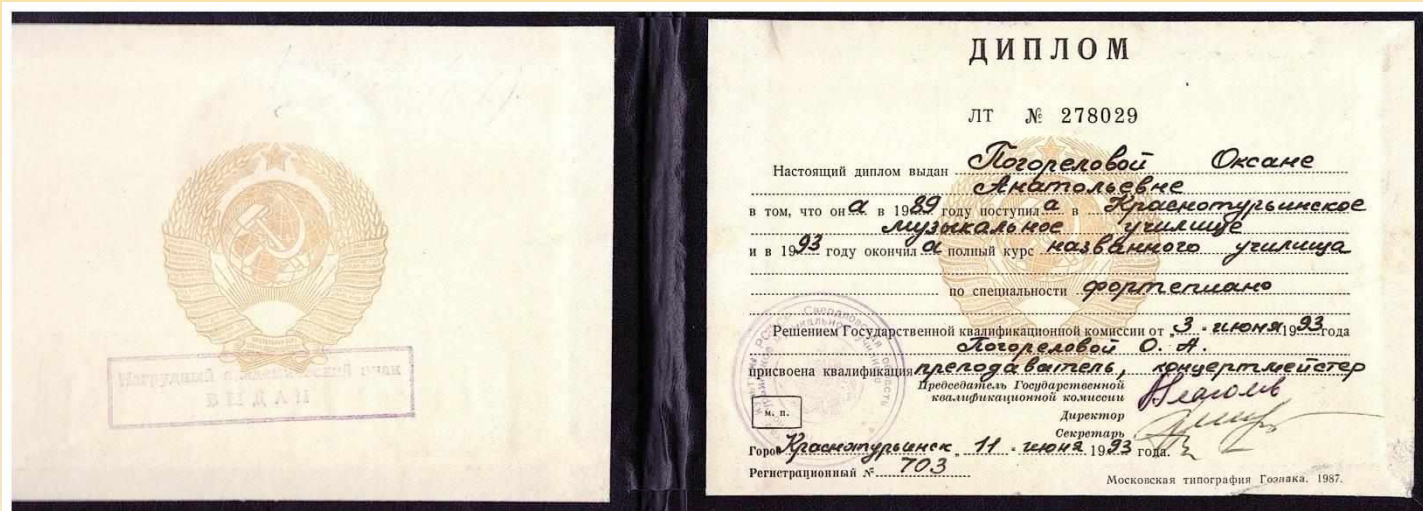 Нагрудный академический знак
ВЫДАН
ДИПЛОМ
ЛТ № 278029
Настоящий диплом выдан Погореловой Оксане
Анатольевне
в том, что она в 1989 году поступила в Краснотурьинское
музыкальное училище
и в 1993 году окончила полный курс названного училища
по специальности фортепиано
Решением Государственной квалификационной комиссии от „3" июня 1993 года
Погореловой О. А.
присвоена квалификация преподаватель, концертмейстер
Председатель Государственной
квалификационной комиссии
Директор
м. п.
Секретарь
Город Краснотурьинск „11" июня 1993 года.
Регистрационный № 703
Московская типография Гознака. 1987.